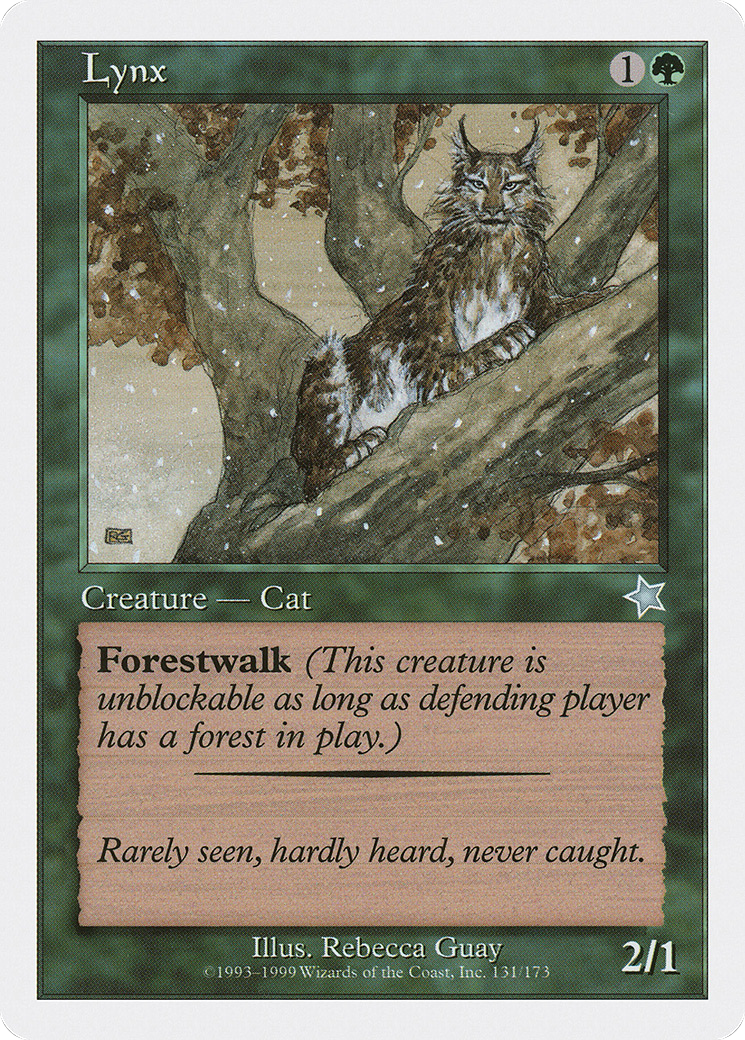 Lynx
1
Creature — Cat
Forestwalk (This creature is
unblockable as long as defending player
has a forest in play.)
Rarely seen, hardly heard, never caught.
Illus. Rebecca Guay
©1993–1999 Wizards of the Coast, Inc. 131/173
2/1